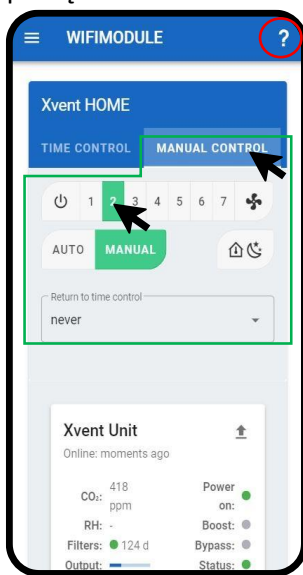 WIFIMODULE ?
Xvent HOME
TIME CONTROL MANUAL CONTROL
1 2 3 4 5 6 7
AUTO MANUAL
Return to time control
never
Xvent Unit
Online: moments ago
CO₂: 418 ppm Power on:
RH: - Boost:
Filters: 124 d Bypass:
Output: Status: